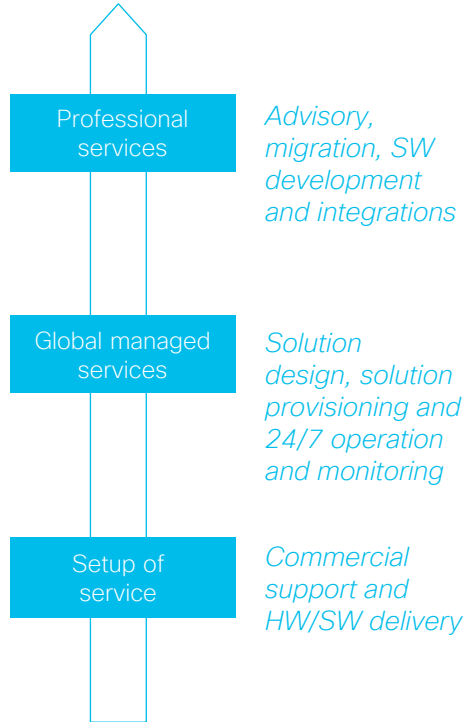 Professional
services
Advisory,
migration, SW
development
and integrations
Global managed
services
Solution
design, solution
provisioning and
24/7 operation
and monitoring
Setup of
service
Commercial
support and
HW/SW delivery